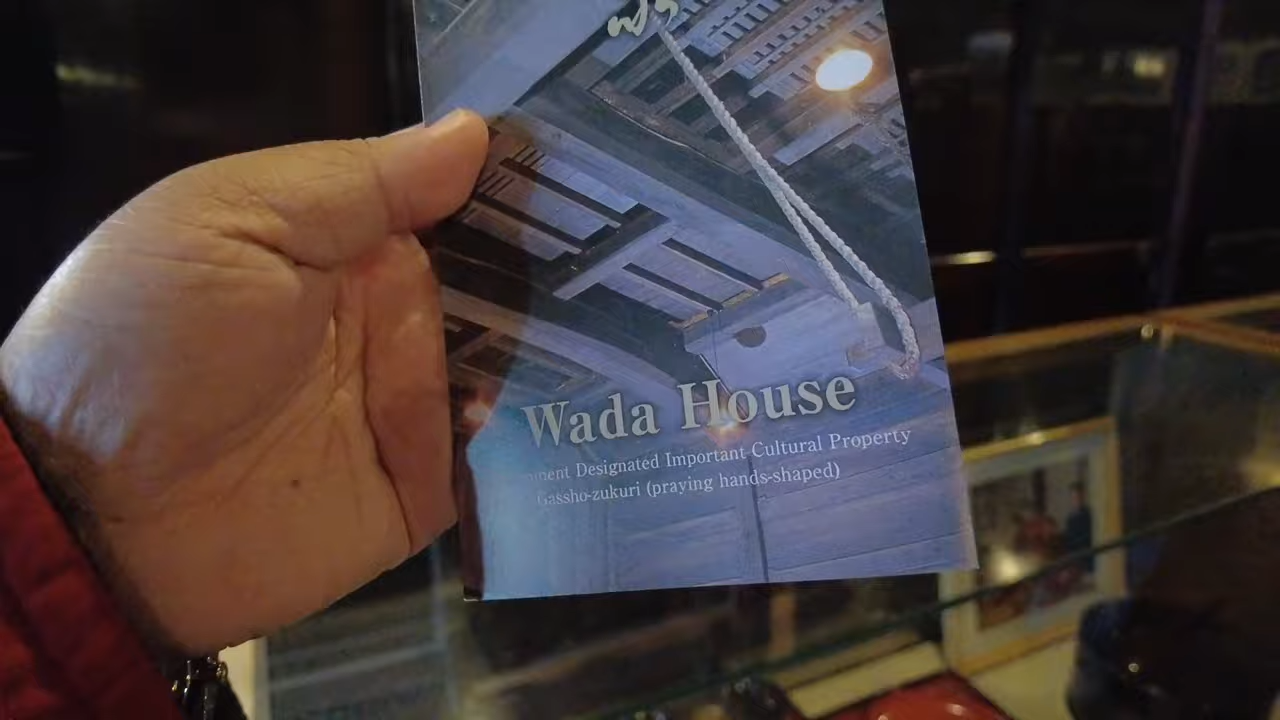 Wada House
Designated Important Cultural Property
Gassho-zukuri (praying hands-shaped)